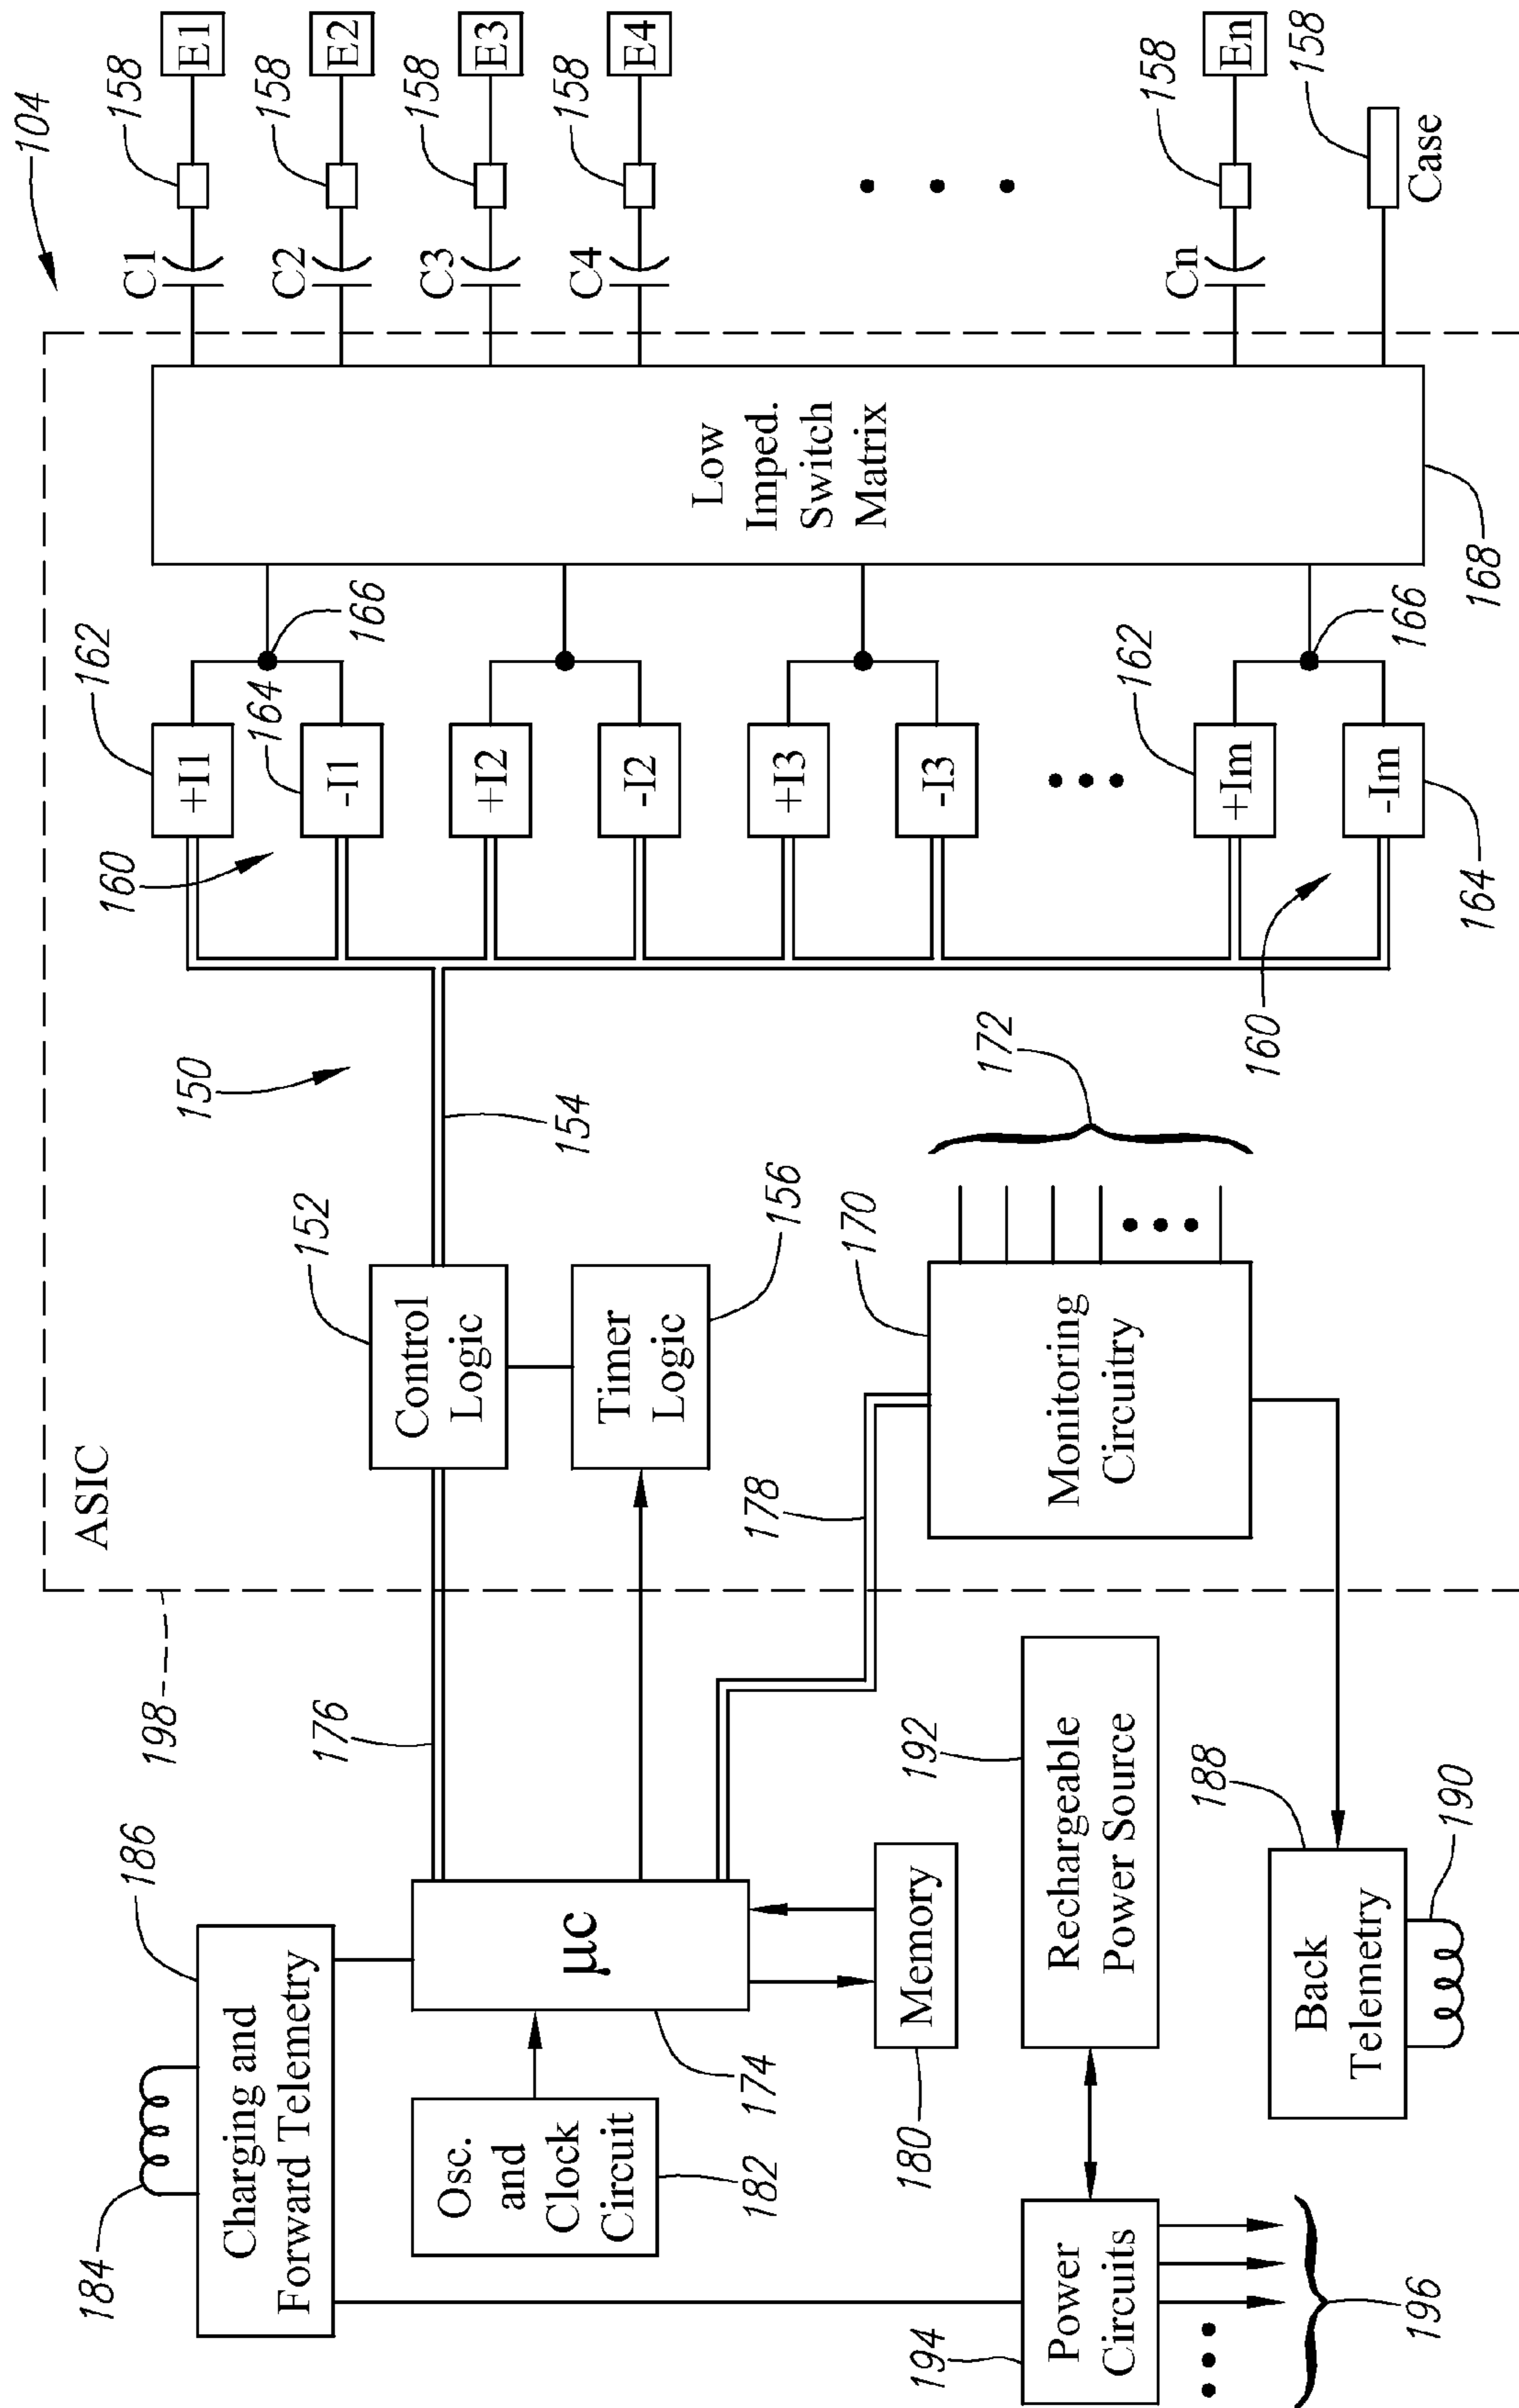 104
184
Charging and
Forward Telemetry
186
198
ASIC
176
152
Control
Logic
150
154
160
162
+I1
164
-I1
166
+I2
-I2
+I3
-I3
162
+Im
-Im
166
160
164
Low
Imped.
Switch
Matrix
168
C1
158
E1
C2
158
E2
C3
158
E3
C4
158
E4
Cn
158
En
158
Case
Osc.
and
Clock
Circuit
182
µc
174
Timer
Logic
156
178
180
Memory
170
Monitoring
Circuitry
172
194
Power
Circuits
196
192
Rechargeable
Power Source
188
Back
Telemetry
190